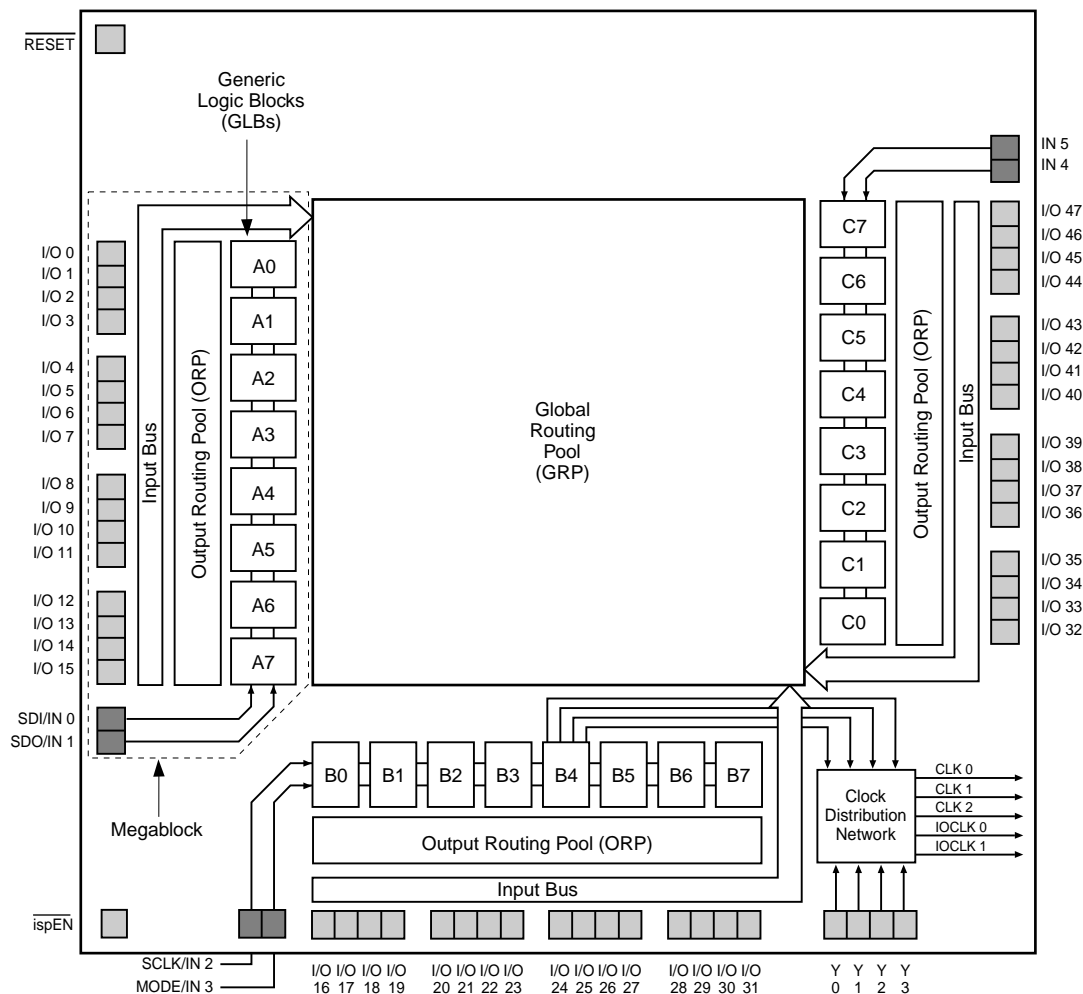 RESET
Generic
Logic Blocks
(GLBs)
IN 5
IN 4
I/O 0
I/O 1
I/O 2
I/O 3
I/O 4
I/O 5
I/O 6
I/O 7
I/O 8
I/O 9
I/O 10
I/O 11
I/O 12
I/O 13
I/O 14
I/O 15
SDI/IN 0
SDO/IN 1
Input Bus
Output Routing Pool (ORP)
A0
A1
A2
A3
A4
A5
A6
A7
Global
Routing
Pool
(GRP)
C7
C6
C5
C4
C3
C2
C1
C0
Output Routing Pool (ORP)
Input Bus
I/O 47
I/O 46
I/O 45
I/O 44
I/O 43
I/O 42
I/O 41
I/O 40
I/O 39
I/O 38
I/O 37
I/O 36
I/O 35
I/O 34
I/O 33
I/O 32
Megablock
B0 B1 B2 B3 B4 B5 B6 B7
Output Routing Pool (ORP)
Input Bus
Clock
Distribution
Network
CLK 0
CLK 1
CLK 2
IOCLK 0
IOCLK 1
ispEN
SCLK/IN 2
MODE/IN 3
I/O I/O I/O I/O I/O I/O I/O I/O I/O I/O I/O I/O I/O I/O I/O I/O Y Y Y Y
16 17 18 19 20 21 22 23 24 25 26 27 28 29 30 31 0 1 2 3